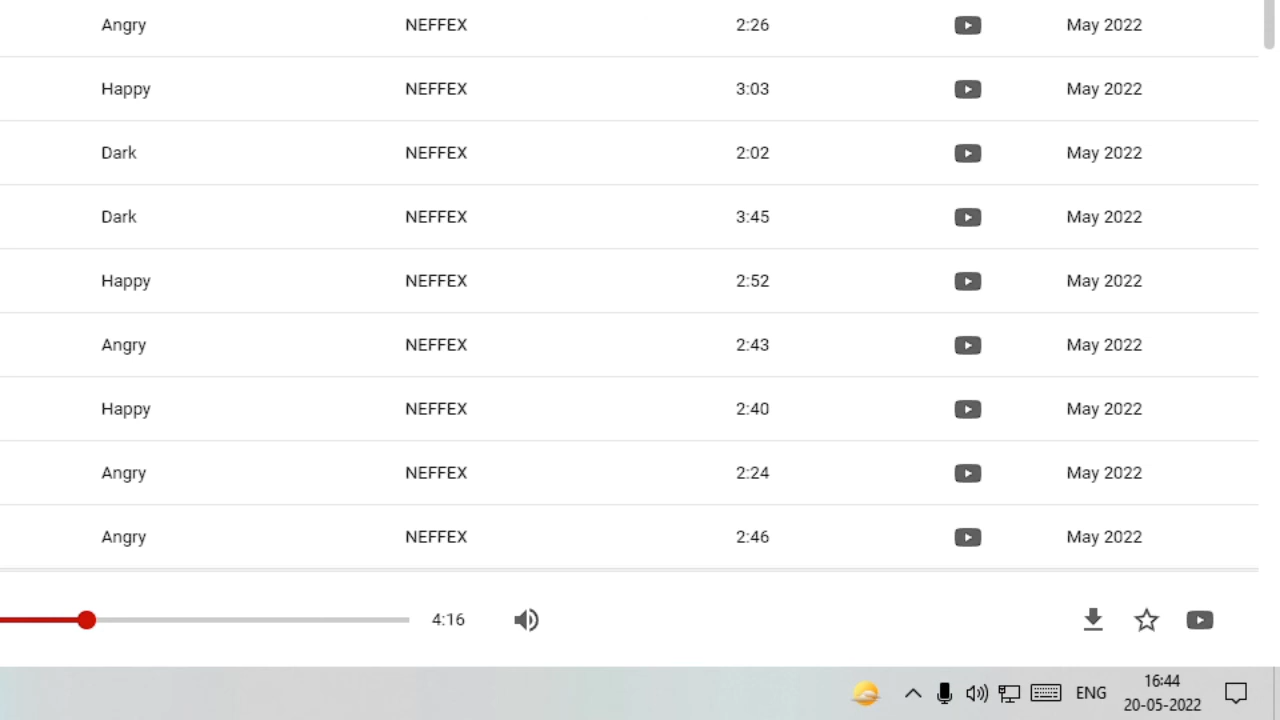 Angry NEFFEX 2:26 May 2022
Happy NEFFEX 3:03 May 2022
Dark NEFFEX 2:02 May 2022
Dark NEFFEX 3:45 May 2022
Happy NEFFEX 2:52 May 2022
Angry NEFFEX 2:43 May 2022
Happy NEFFEX 2:40 May 2022
Angry NEFFEX 2:24 May 2022
Angry NEFFEX 2:46 May 2022
4:16
ENG 16:44
20-05-2022